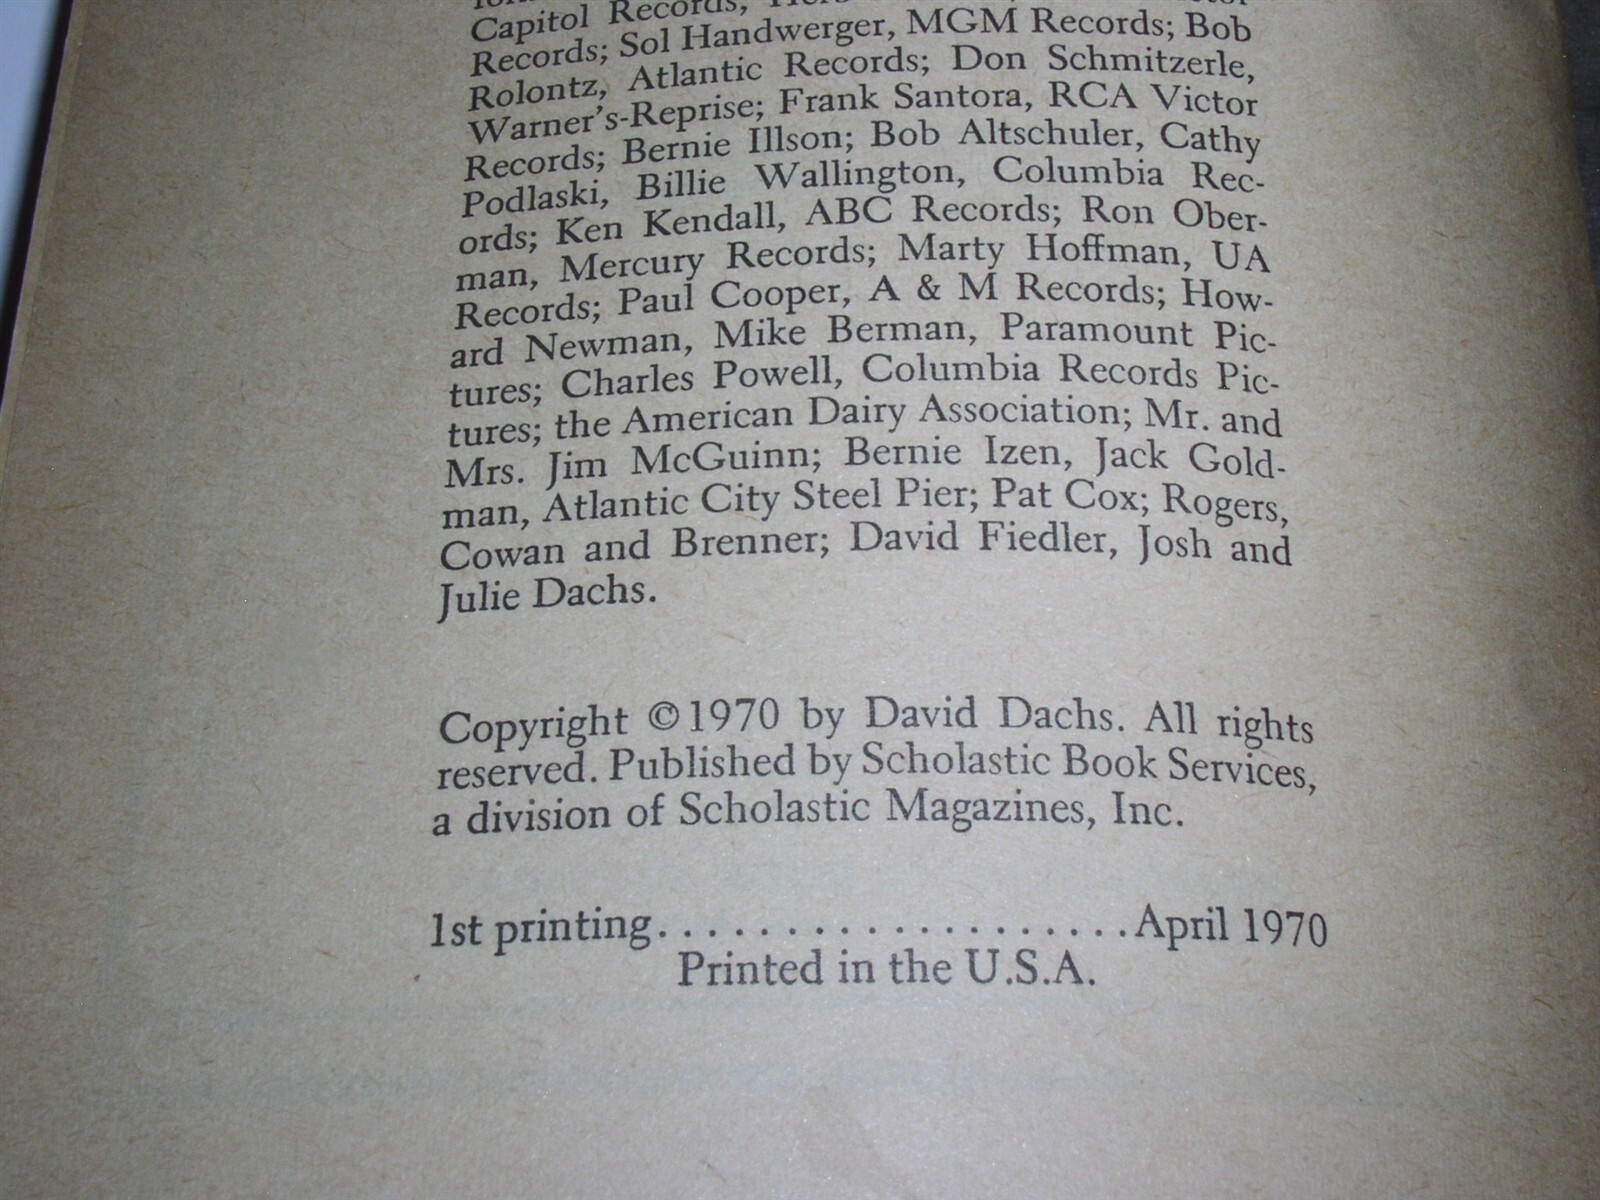 Capitol Records,
Records; Sol Handwerger, MGM Records; Bob
Rolontz, Atlantic Records; Don Schmitzerle,
Warner's-Reprise; Frank Santora, RCA Victor
Records; Bernie Illson; Bob Altschuler, Cathy
Podlaski, Billie Wallington, Columbia Rec-
ords; Ken Kendall, ABC Records; Ron Ober-
man, Mercury Records; Marty Hoffman, UA
Records; Paul Cooper, A & M Records; How-
ard Newman, Mike Berman, Paramount Pic-
tures; Charles Powell, Columbia Records Pic-
tures; the American Dairy Association; Mr. and
Mrs. Jim McGuinn; Bernie Izen, Jack Gold-
man, Atlantic City Steel Pier; Pat Cox; Rogers,
Cowan and Brenner; David Fiedler, Josh and
Julie Dachs.
Copyright ©1970 by David Dachs. All rights
reserved. Published by Scholastic Book Services,
a division of Scholastic Magazines, Inc.
1st printing. . . . . . . . . . . . . . . . . . . .April 1970
Printed in the U.S.A.